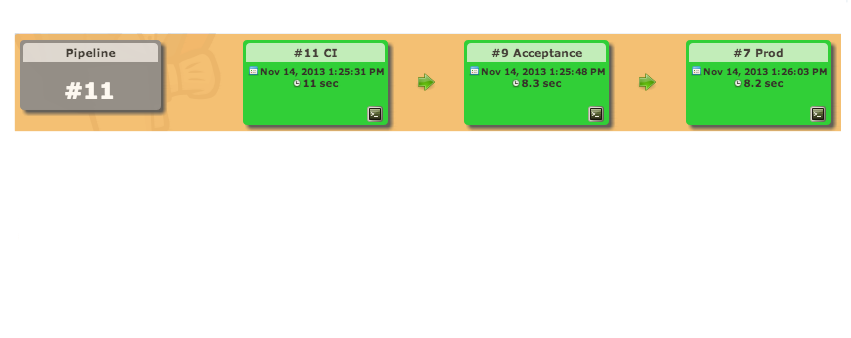 Pipeline
#11
#11 CI
Nov 14, 2013 1:25:31 PM
11 sec
#9 Acceptance
Nov 14, 2013 1:25:48 PM
8.3 sec
#7 Prod
Nov 14, 2013 1:26:03 PM
8.2 sec